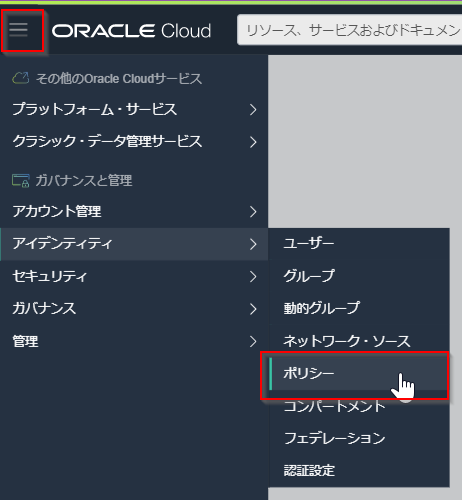 ORACLE Cloud
リソース、サービスおよびドキュメン
その他のOracle Cloudサービス
プラットフォーム・サービス
クラシック・データ管理サービス
ガバナンスと管理
アカウント管理
アイデンティティ
セキュリティ
ガバナンス
管理
ユーザー
グループ
動的グループ
ネットワーク・ソース
ポリシー
コンパートメント
フェデレーション
認証設定